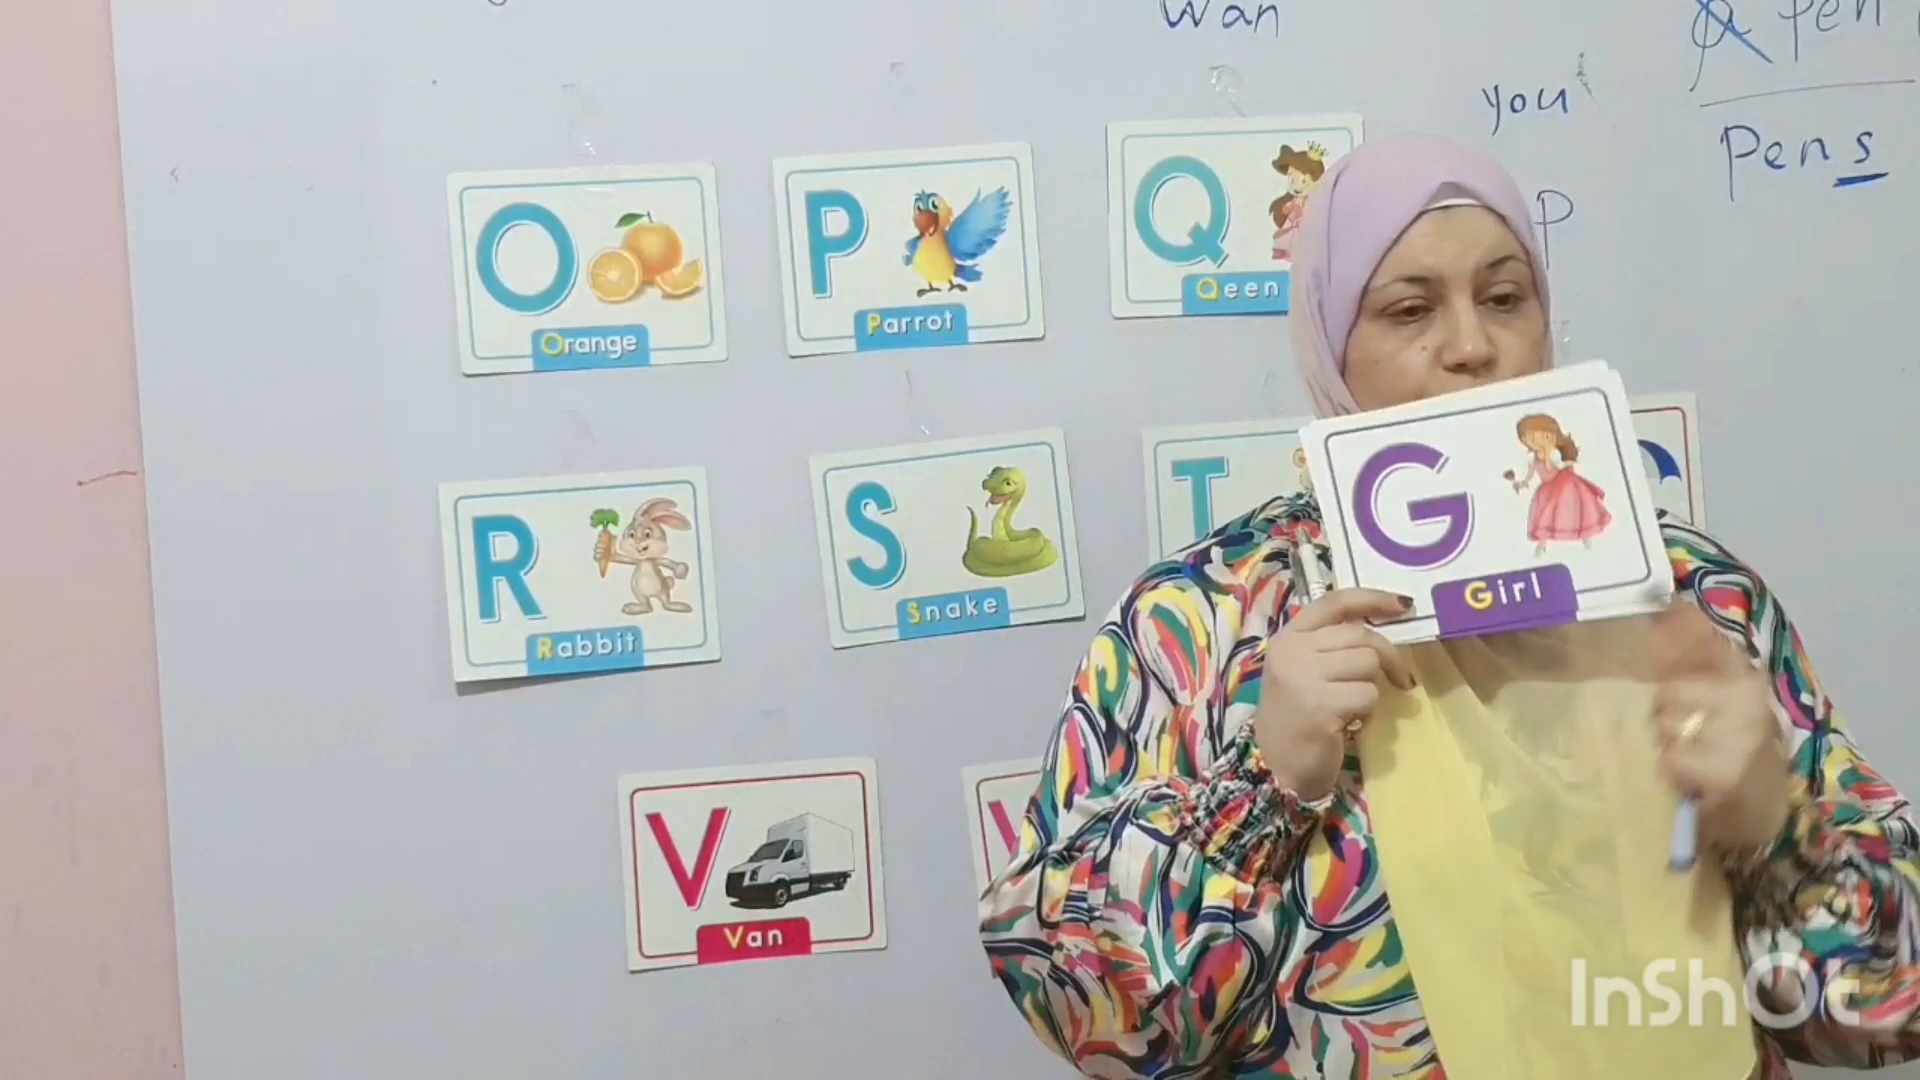 Wan
a pen
you
Pens
P
O
Orange
P
Parrot
Q
Qeen
R
Rabbit
S
Snake
T
G
Girl
V
Van
InShOt